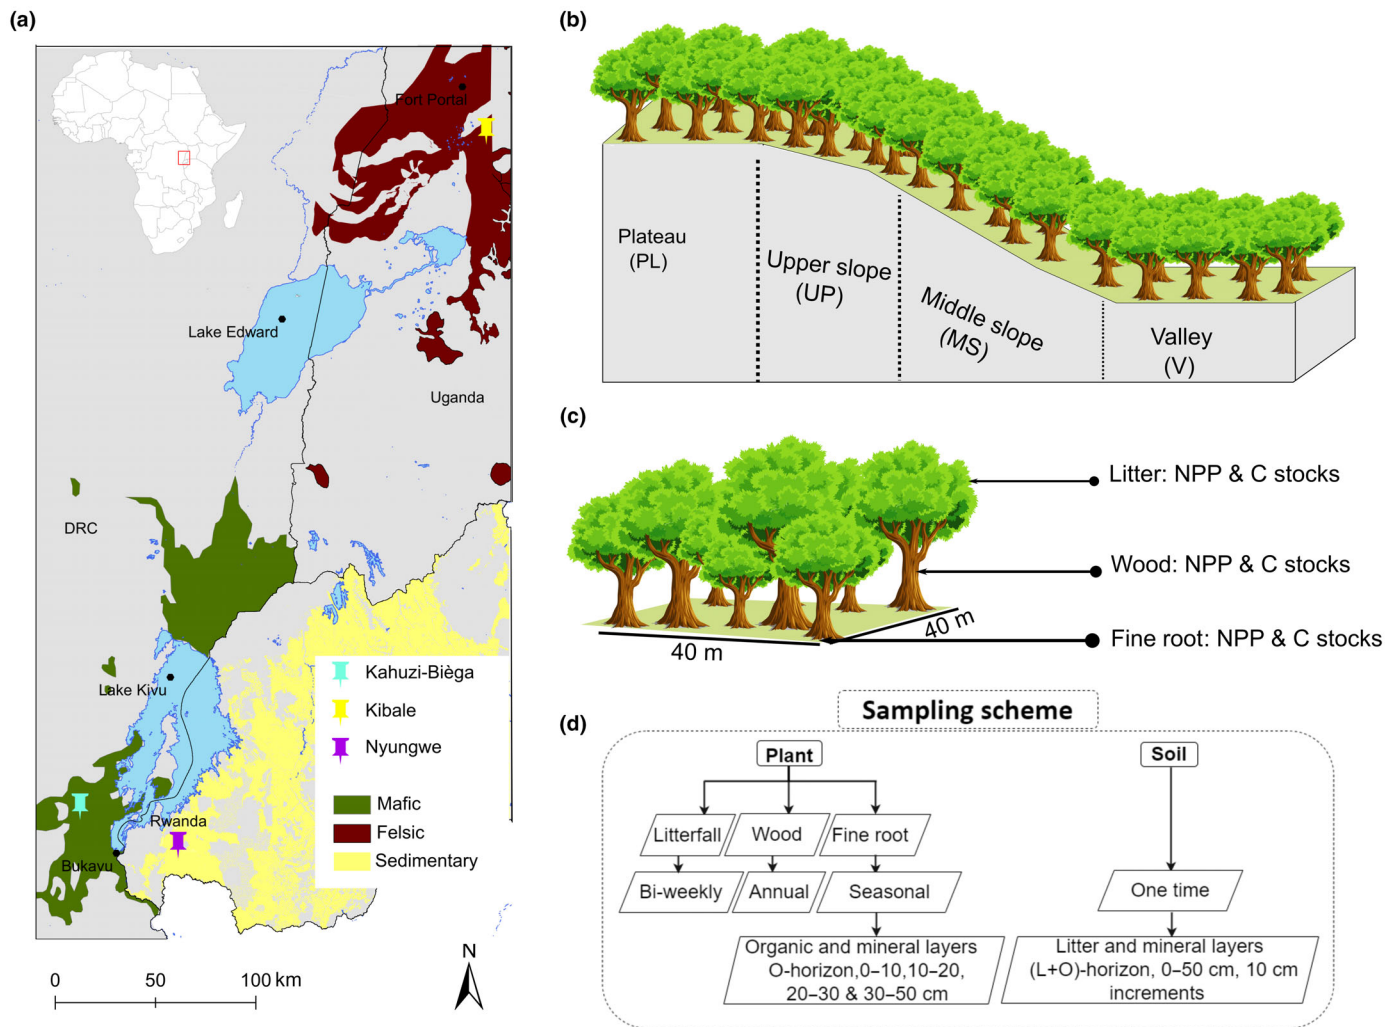 (a)
Fort Portal
Lake Edward
Uganda
DRC
Lake Kivu
Rwanda
Bukavu
Kahuzi-Bièga
Kibale
Nyungwe
Mafic
Felsic
Sedimentary
0 50 100 km
N
(b)
Plateau
(PL)
Upper slope
(UP)
Middle slope
(MS)
Valley
(V)
(c)
Litter: NPP & C stocks
Wood: NPP & C stocks
Fine root: NPP & C stocks
40 m
40 m
(d)
Sampling scheme
Plant
Soil
Litterfall
Wood
Fine root
Bi-weekly
Annual
Seasonal
One time
Organic and mineral layers
O-horizon,0–10,10–20,
20–30 & 30–50 cm
Litter and mineral layers
(L+O)-horizon, 0–50 cm, 10 cm
increments